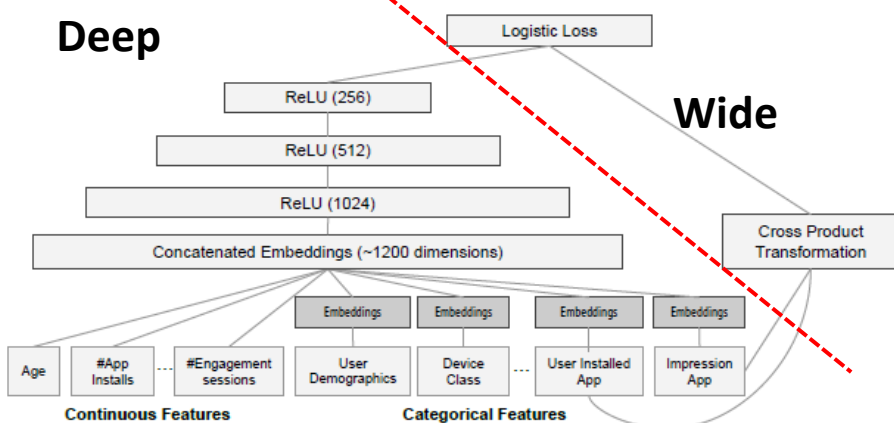 Deep
Logistic Loss
ReLU (256)
Wide
ReLU (512)
ReLU (1024)
Concatenated Embeddings (~1200 dimensions)
Cross Product
Transformation
Embeddings
Embeddings
Embeddings
Embeddings
Age
#App
Installs
...
#Engagement
sessions
User
Demographics
Device
Class
...
User Installed
App
Impression
App
Continuous Features
Categorical Features